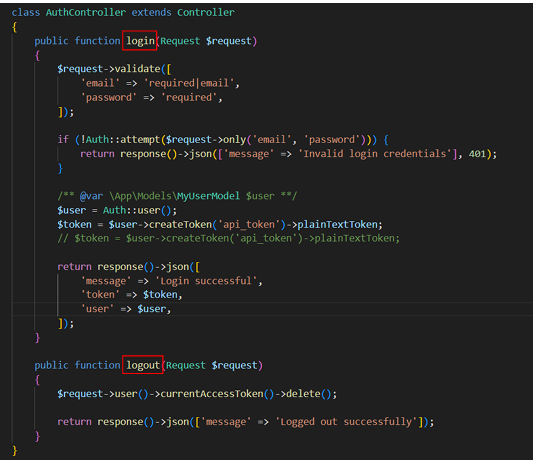 class AuthController extends Controller
{
    public function login(Request $request)
    {
        $request->validate([
            'email' => 'required|email',
            'password' => 'required',
        ]);

        if (!Auth::attempt($request->only('email', 'password'))) {
            return response()->json(['message' => 'Invalid login credentials'], 401);
        }

        /** @var \App\Models\MyUserModel $user **/
        $user = Auth::user();
        $token = $user->createToken('api_token')->plainTextToken;
        // $token = $user->createToken('api_token')->plainTextToken;

        return response()->json([
            'message' => 'Login successful',
            'token' => $token,
            'user' => $user,
        ]);
    }

    public function logout(Request $request)
    {
        $request->user()->currentAccessToken()->delete();

        return response()->json(['message' => 'Logged out successfully']);
    }
}